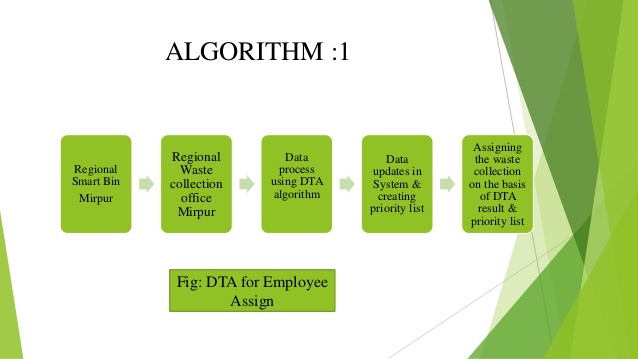 ALGORITHM :1
Regional
Smart Bin
Mirpur
Regional
Waste
collection
office
Mirpur
Data
process
using DTA
algorithm
Data
updates in
System &
creating
priority list
Assigning
the waste
collection
on the basis
of DTA
result &
priority list
Fig: DTA for Employee
Assign